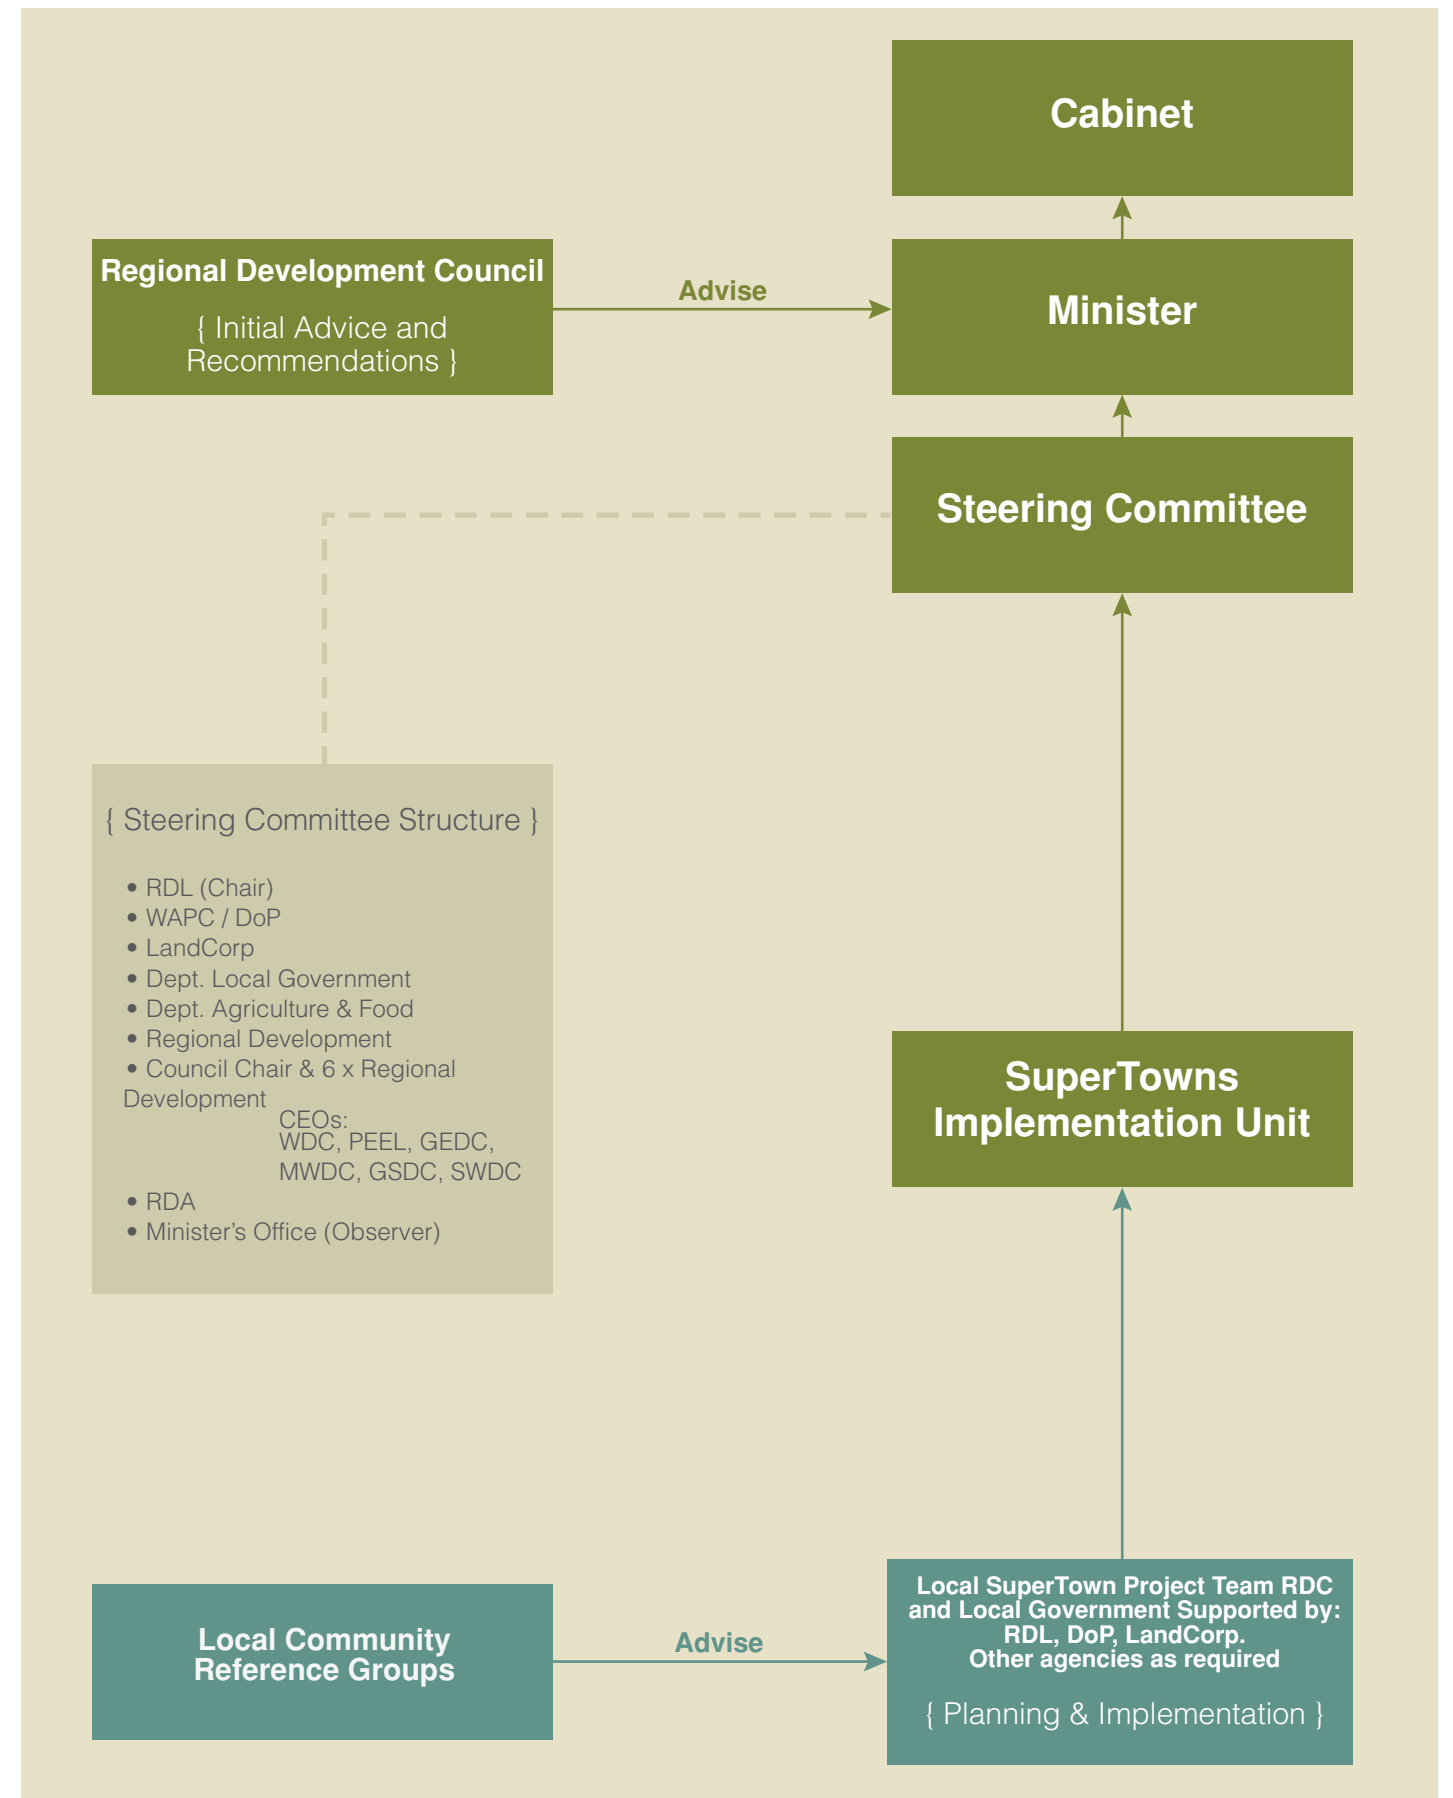 Cabinet
Regional Development Council
{ Initial Advice and
Recommendations }
Advise
Minister
Steering Committee
{ Steering Committee Structure }
• RDL (Chair)
• WAPC / DoP
• LandCorp
• Dept. Local Government
• Dept. Agriculture & Food
• Regional Development
• Council Chair & 6 x Regional
Development
CEOs:
WDC, PEEL, GEDC,
MWDC, GSDC, SWDC
• RDA
• Minister’s Office (Observer)
SuperTowns
Implementation Unit
Local Community
Reference Groups
Advise
Local SuperTown Project Team RDC
and Local Government Supported by:
RDL, DoP, LandCorp.
Other agencies as required
{ Planning & Implementation }